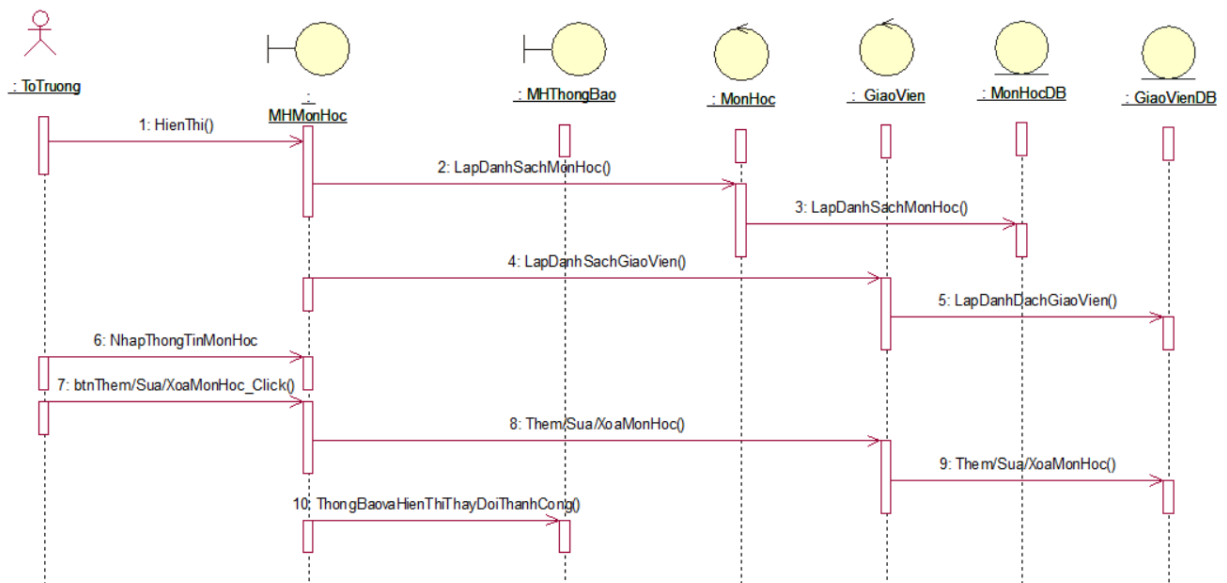 : ToTruong
:
MHMonHoc
: MHThongBao
: MonHoc
: GiaoVien
: MonHocDB
: GiaoVienDB
1: HienThi()
2: LapDanhSachMonHoc()
3: LapDanhSachMonHoc()
4: LapDanhSachGiaoVien()
5: LapDanhDachGiaoVien()
6: NhapThongTinMonHoc
7: btnThem/Sua/XoaMonHoc_Click()
8: Them/Sua/XoaMonHoc()
9: Them/Sua/XoaMonHoc()
10: ThongBaovaHienThiThayDoiThanhCong()